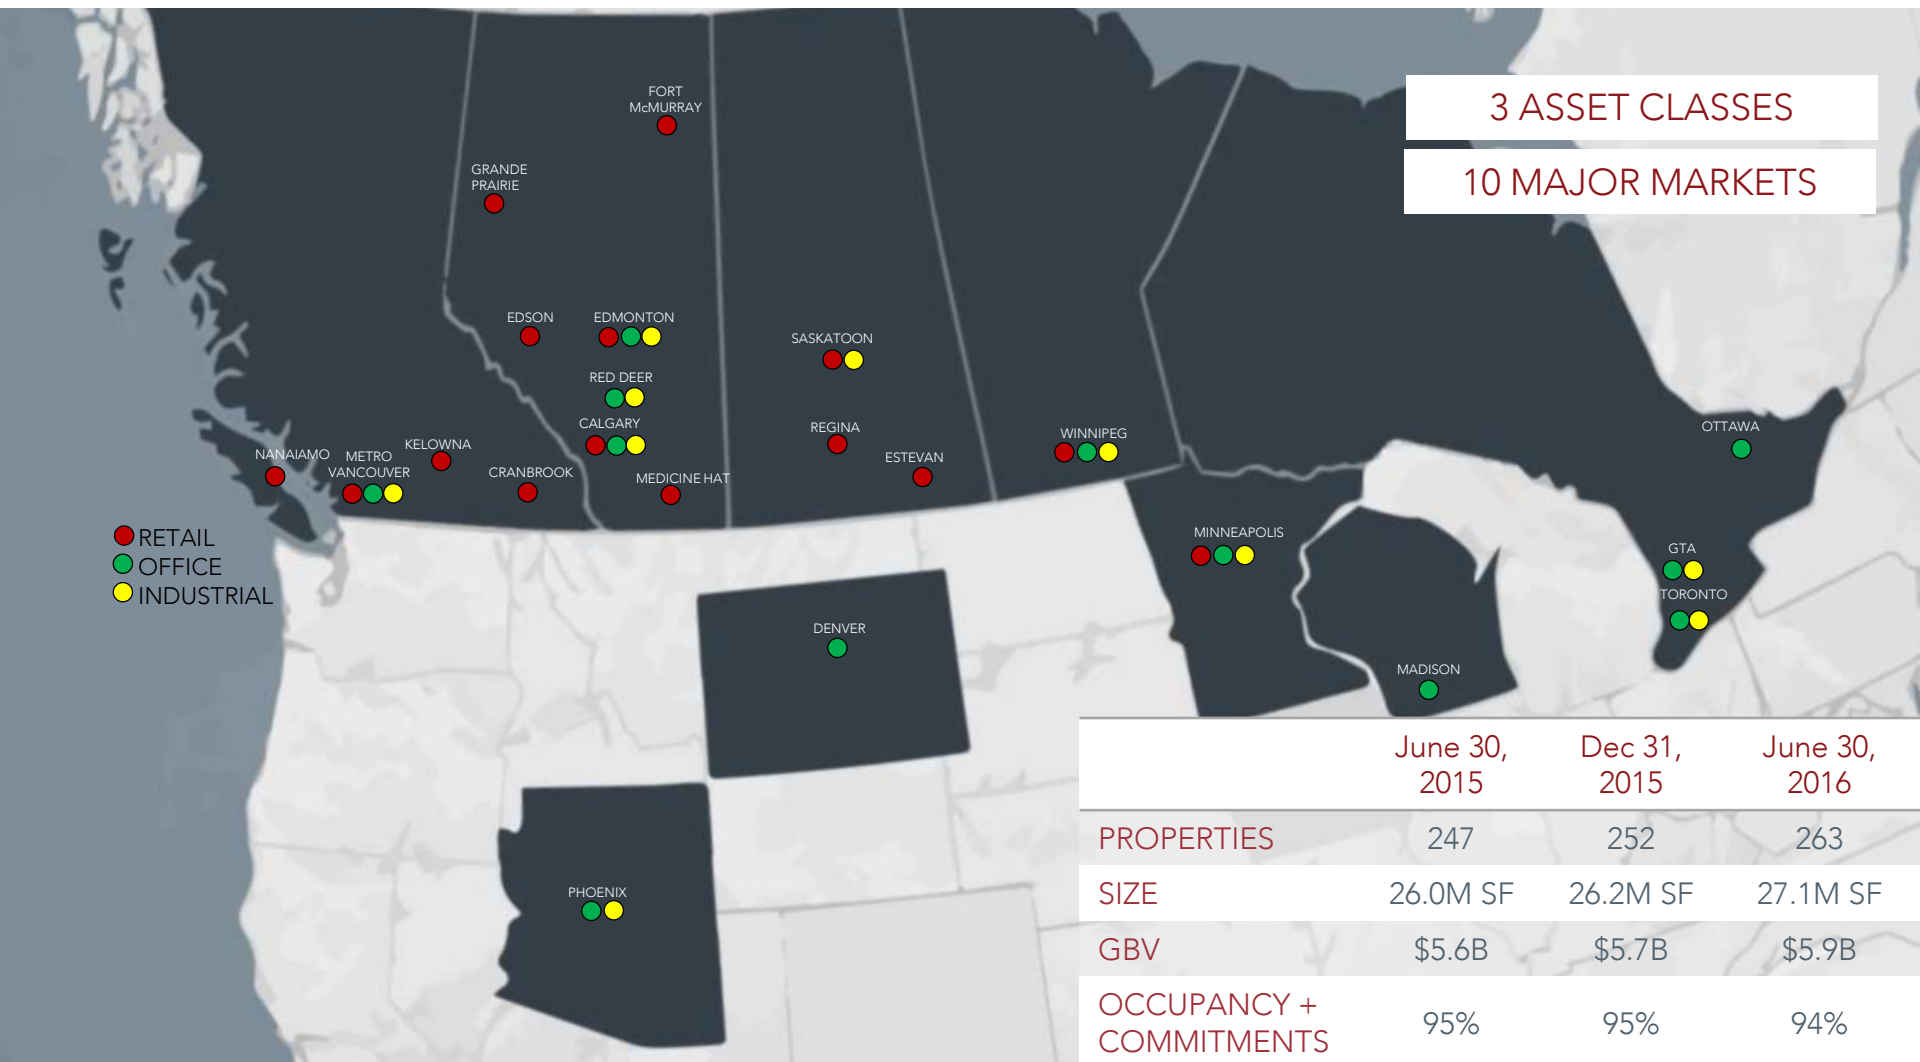 3 ASSET CLASSES
10 MAJOR MARKETS
FORT
McMURRAY
GRANDE
PRAIRIE
EDSON
EDMONTON
SASKATOON
RED DEER
CALGARY
REGINA
WINNIPEG
OTTAWA
NANAIAMO
METRO
VANCOUVER
KELOWNA
CRANBROOK
MEDICINE HAT
ESTEVAN
RETAIL
OFFICE
INDUSTRIAL
MINNEAPOLIS
GTA
TORONTO
DENVER
MADISON
PHOENIX
June 30, 2015 Dec 31, 2015 June 30, 2016
PROPERTIES 247 252 263
SIZE 26.0M SF 26.2M SF 27.1M SF
GBV $5.6B $5.7B $5.9B
OCCUPANCY +
COMMITMENTS 95% 95% 94%